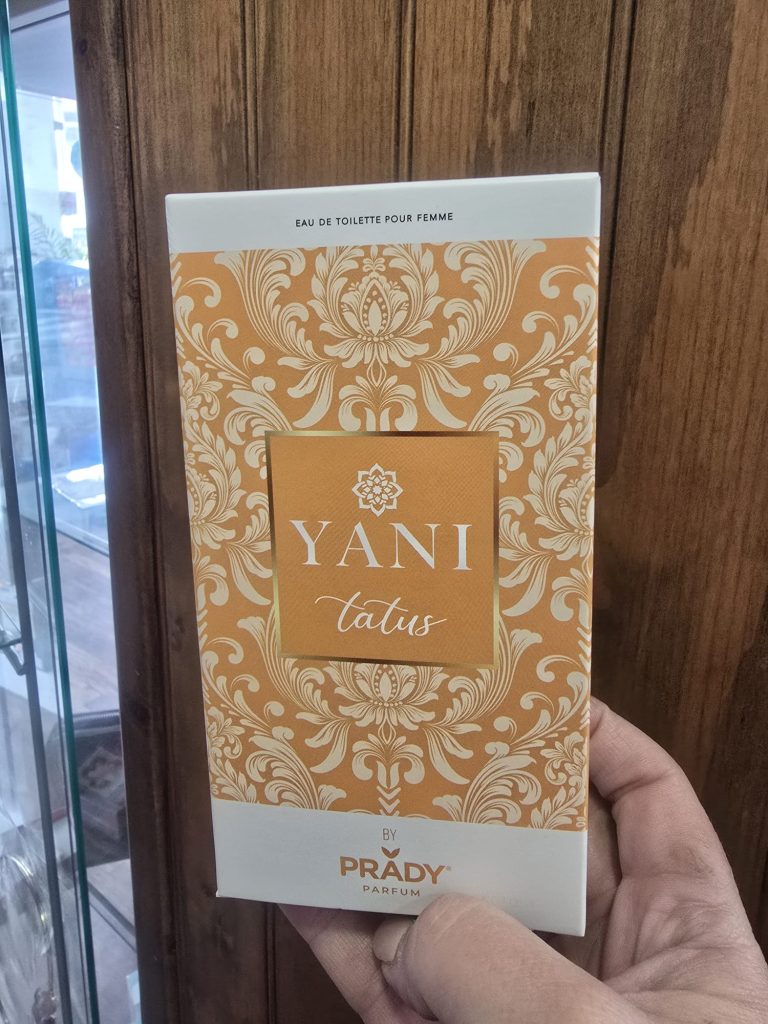 EAU DE TOILETTE POUR FEMME
YANI
tatus
BY
PRADY®
PARFUM